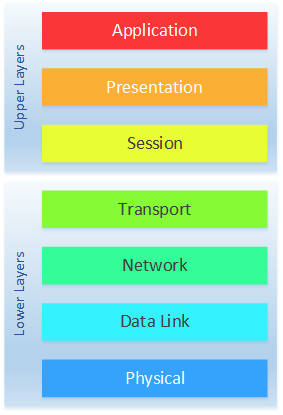 Upper Layers
Application
Presentation
Session
Lower Layers
Transport
Network
Data Link
Physical